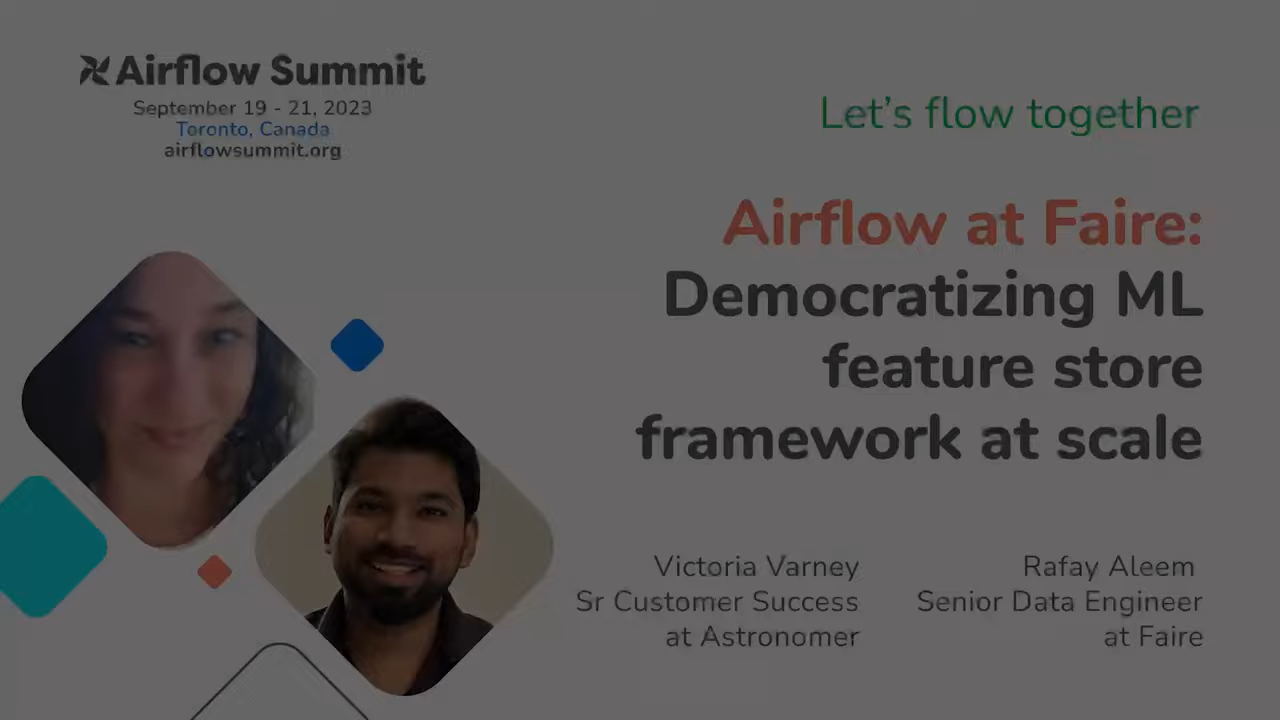 Airflow Summit
September 19 - 21, 2023
Toronto, Canada
airflowsummit.org
Let's flow together
Airflow at Faire:
Democratizing ML
feature store
framework at scale
Victoria Varney
Sr Customer Success
at Astronomer
Rafay Aleem
Senior Data Engineer
at Faire